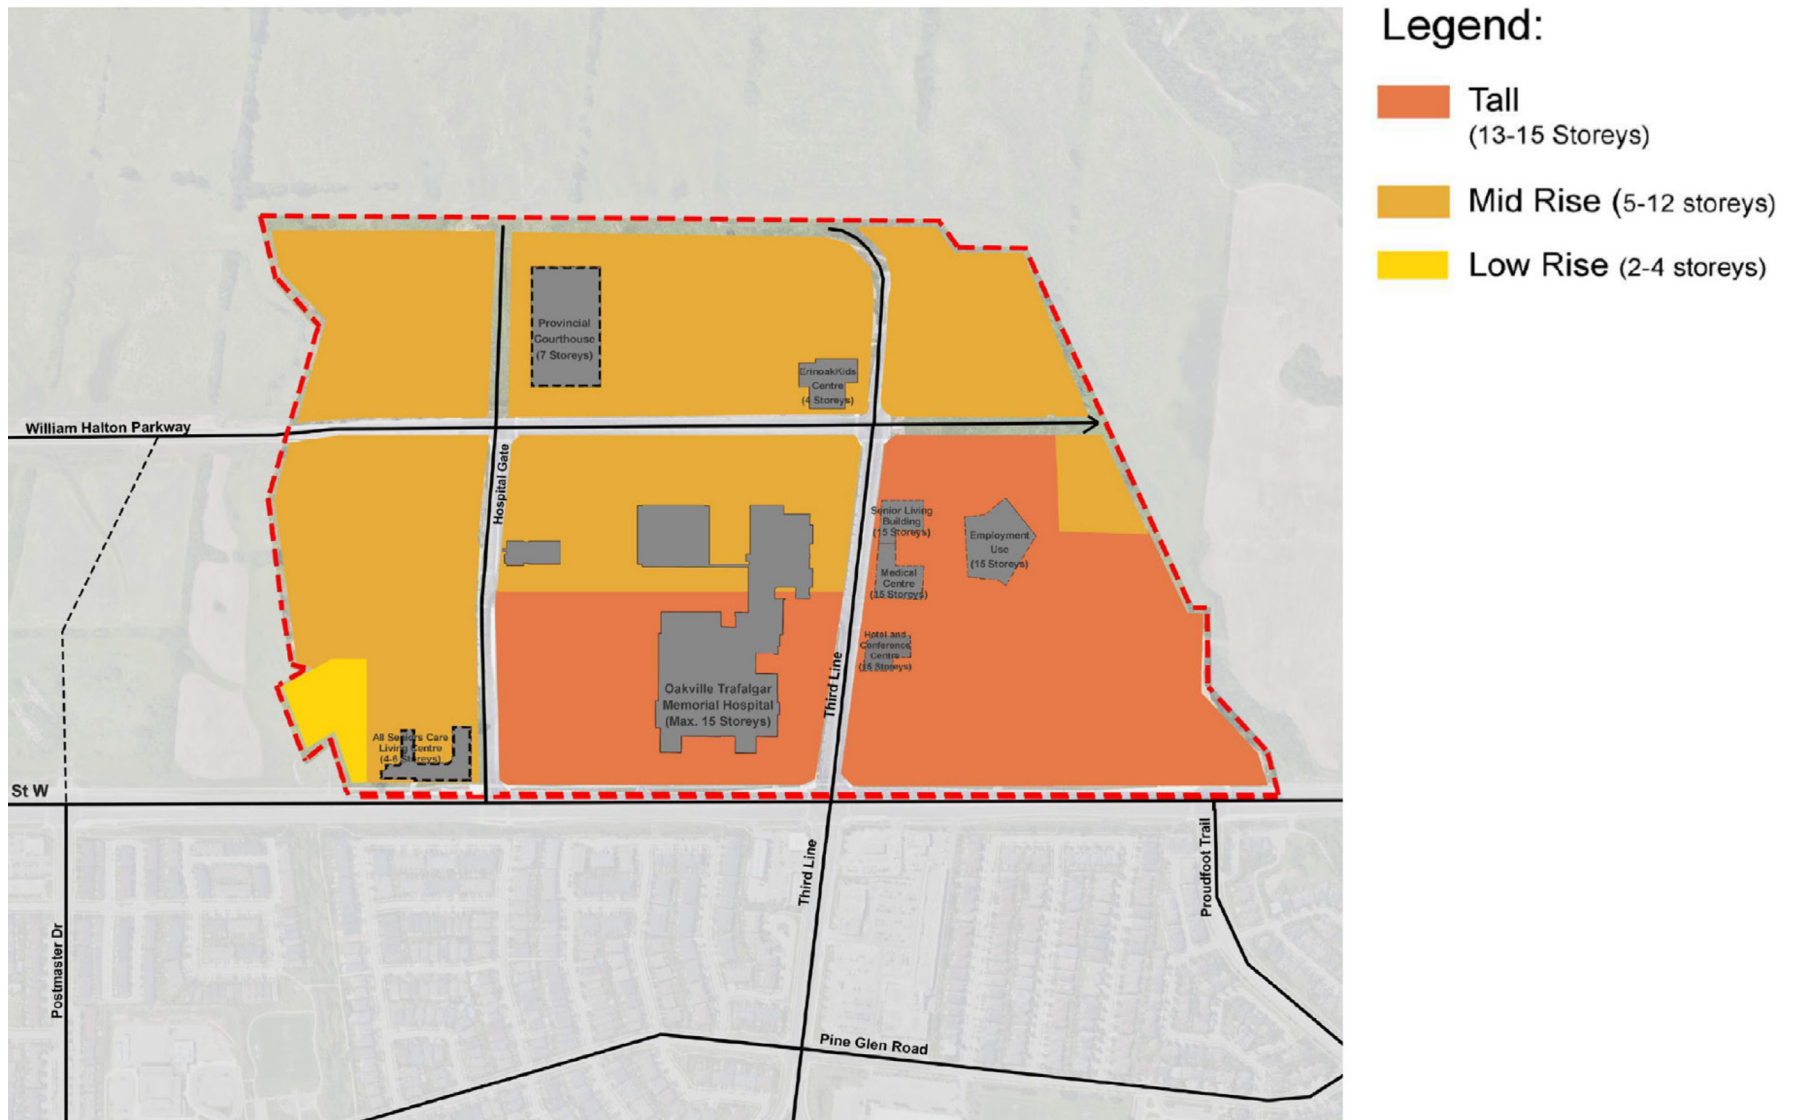 Legend:
Tall
(13-15 Storeys)
Mid Rise (5-12 storeys)
Low Rise (2-4 storeys)
Provincial
Courthouse
(7 Storeys)
ErinoakKids
Centre
(4 Storeys)
William Halton Parkway
Hospital Gate
Senior Living
Building
(15 Storeys)
Employment
Use
(15 Storeys)
Medical
Centre
(15 Storeys)
Hotel and
Conference
Centre
(15 Storeys)
Third Line
Oakville Trafalgar
Memorial Hospital
(Max. 15 Storeys)
All Seniors Care
Living Centre
(4-6 Storeys)
St W
Third Line
Proudfoot Trail
Postmaster Dr
Pine Glen Road